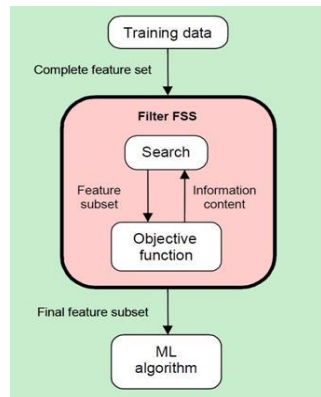 Training data
Complete feature set
Filter FSS
Search
Feature
subset
Information
content
Objective
function
Final feature subset
ML
algorithm